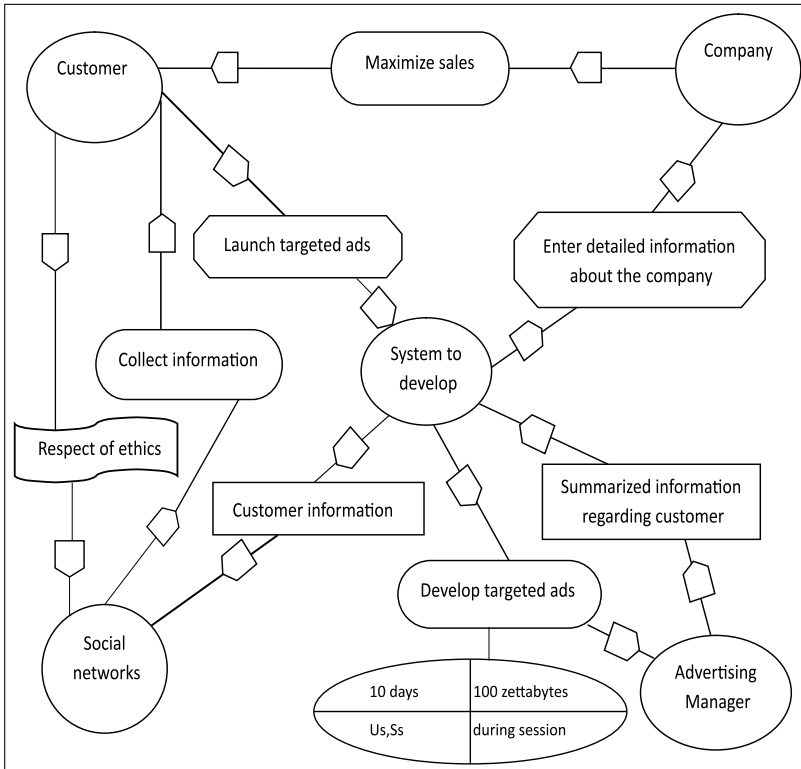 Customer
Maximize sales
Company
Launch targeted ads
Enter detailed information
about the company
System to
develop
Collect information
Respect of ethics
Customer information
Summarized information
regarding customer
Develop targeted ads
Social
networks
Advertising
Manager
10 days
100 zettabytes
Us,Ss
during session